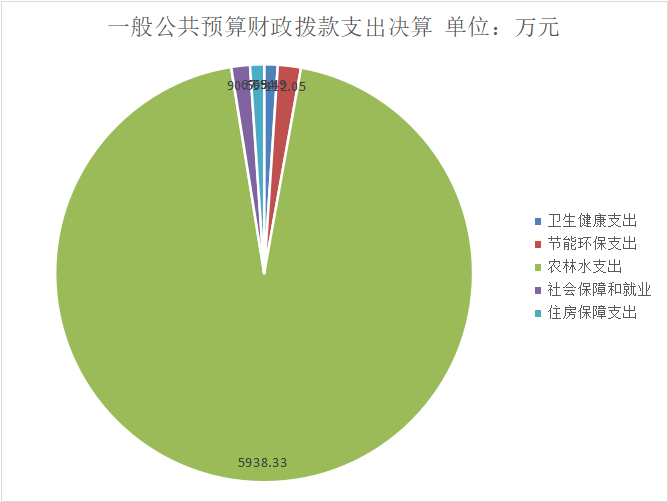 一般公共预算财政拨款支出决算 单位：万元
5938.33
卫生健康支出
节能环保支出
农林水支出
社会保障和就业
住房保障支出